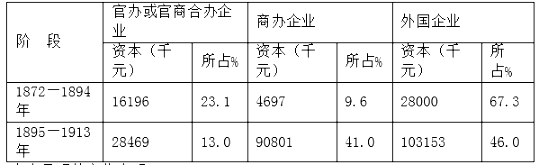 阶 段 官办或官商合办企业 商办企业 外国企业
资本（千元） 所占% 资本（千元） 所占% 资本（千元） 所占%
1872－1894年 16196 23.1 4697 9.6 28000 67.3
1895－1913年 28469 13.0 90801 41.0 103153 46.0